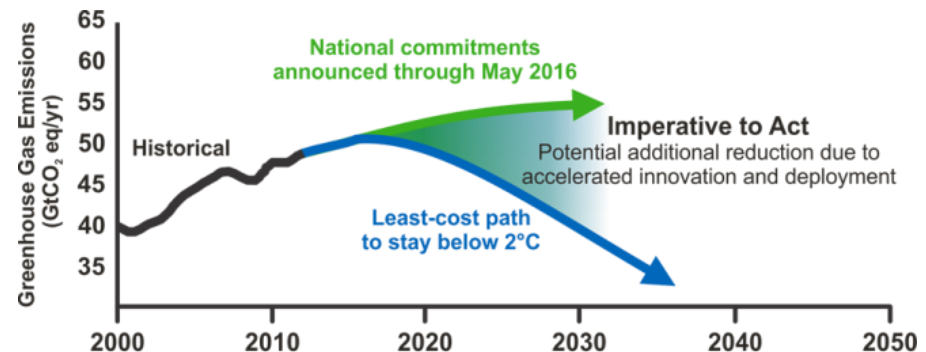 Greenhouse Gas Emissions
(GtCO₂ eq/yr)
65
60
55
50
45
40
35
National commitments
announced through May 2016
Historical
Imperative to Act
Potential additional reduction due to
accelerated innovation and deployment
Least-cost path
to stay below 2°C
2000 2010 2020 2030 2040 2050